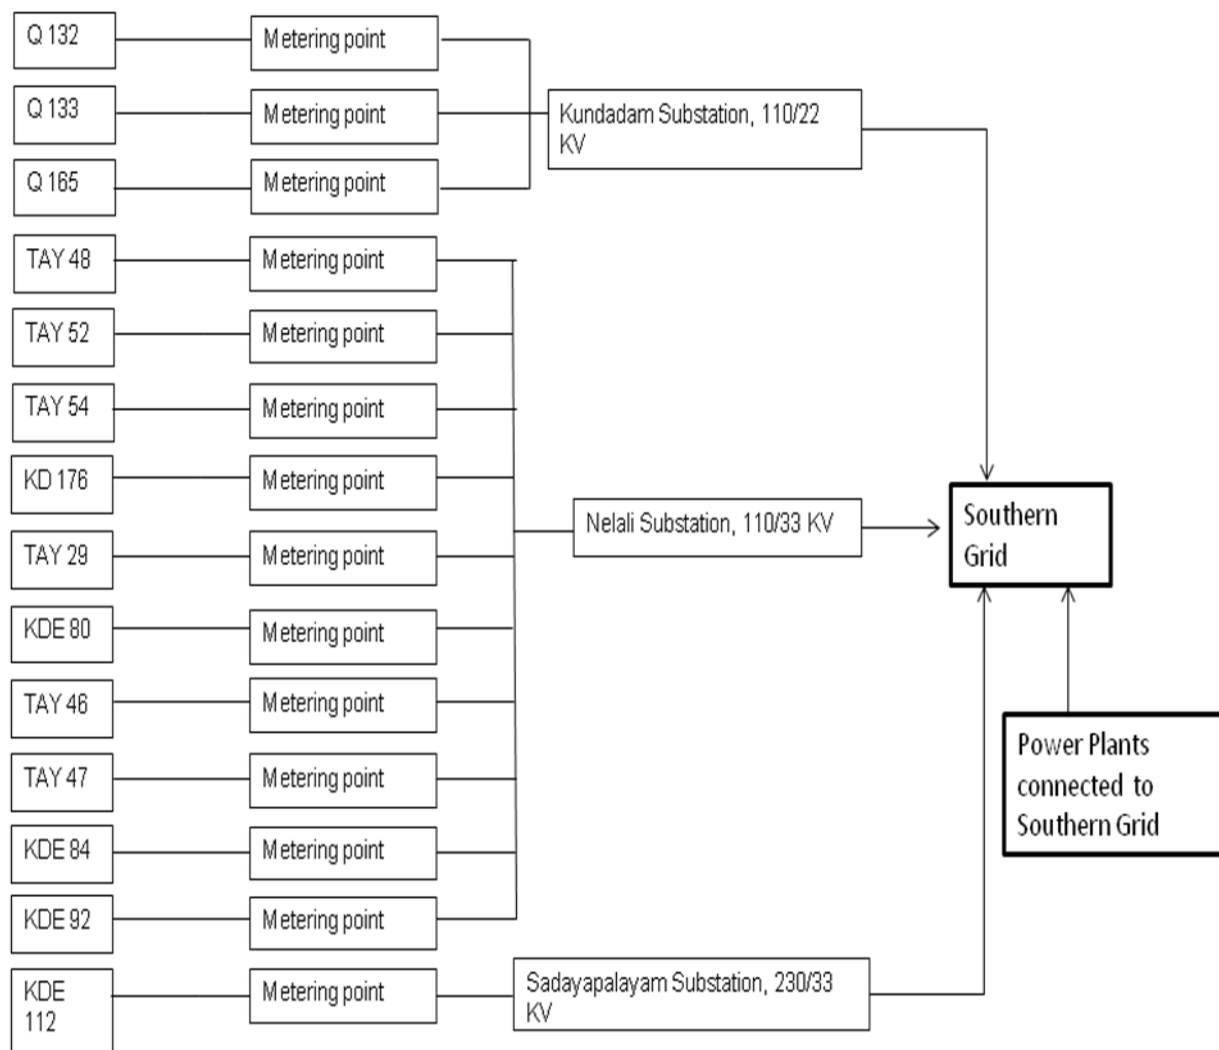 Q 132
Metering point
Q 133
Metering point
Kundadam Substation, 110/22
KV
Q 165
Metering point
TAY 48
Metering point
TAY 52
Metering point
TAY 54
Metering point
KD 176
Metering point
Nelali Substation, 110/33 KV
Southern
Grid
TAY 29
Metering point
KDE 80
Metering point
TAY 46
Metering point
Power Plants
connected to
Southern Grid
TAY 47
Metering point
KDE 84
Metering point
KDE 92
Metering point
KDE
112
Metering point
Sadayapalayam Substation, 230/33
KV